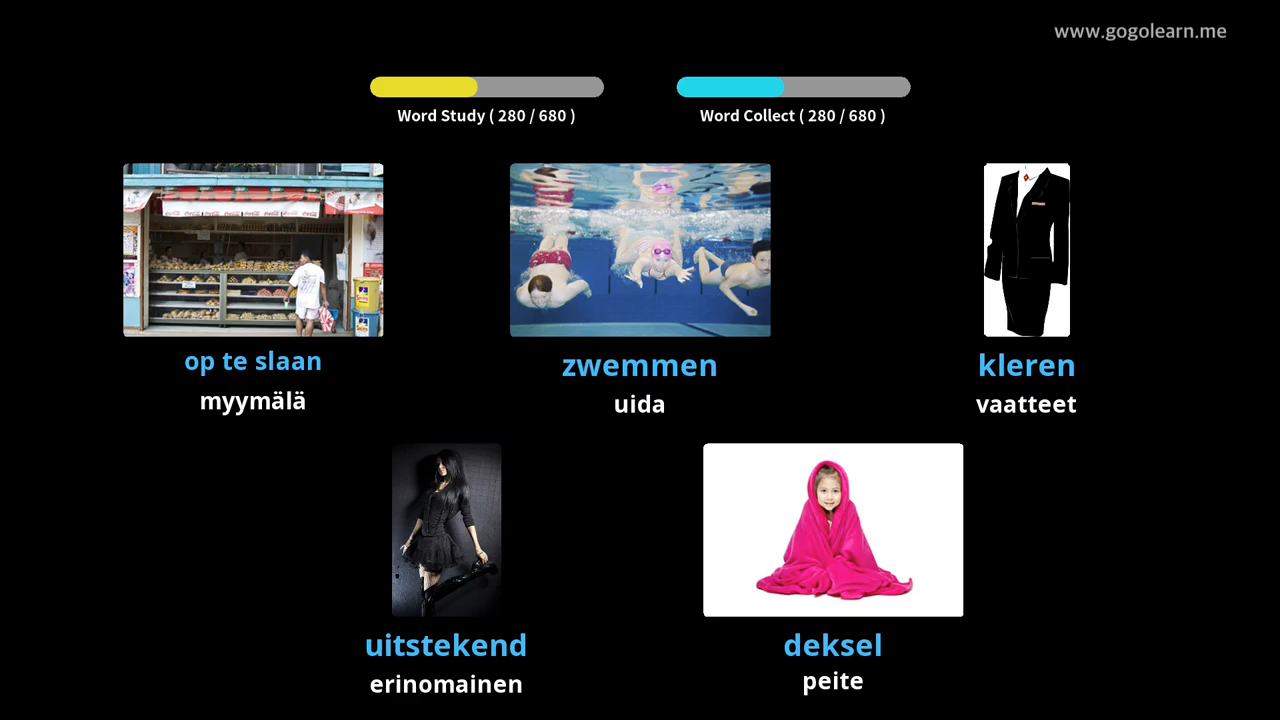 www.gogolearn.me
Word Study ( 280 / 680 )
Word Collect ( 280 / 680 )
op te slaan
myymälä
zwemmen
uida
kleren
vaatteet
uitstekend
erinomainen
deksel
peite